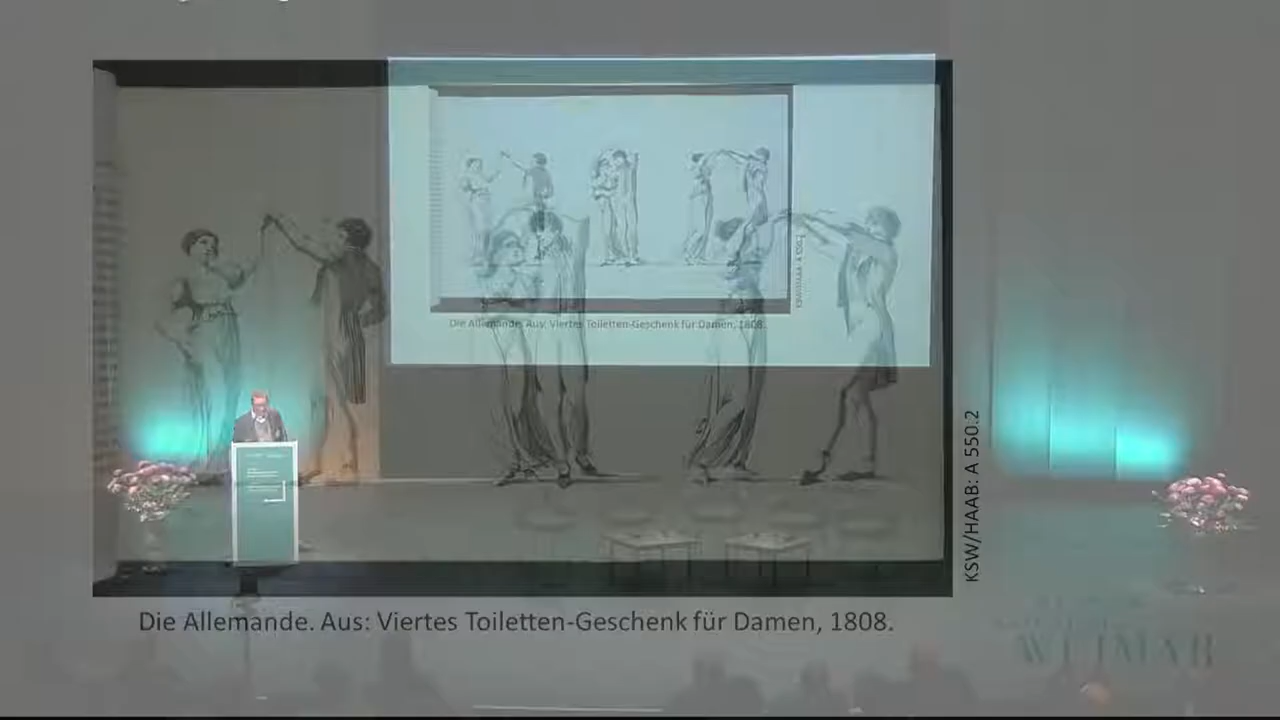 Die Allemande. Aus: Viertes Toiletten-Geschenk für Damen, 1808.
KSW/HAAB: A 550.2
Die Allemande. Aus: Viertes Toiletten-Geschenk für Damen, 1808.
WEIMAR